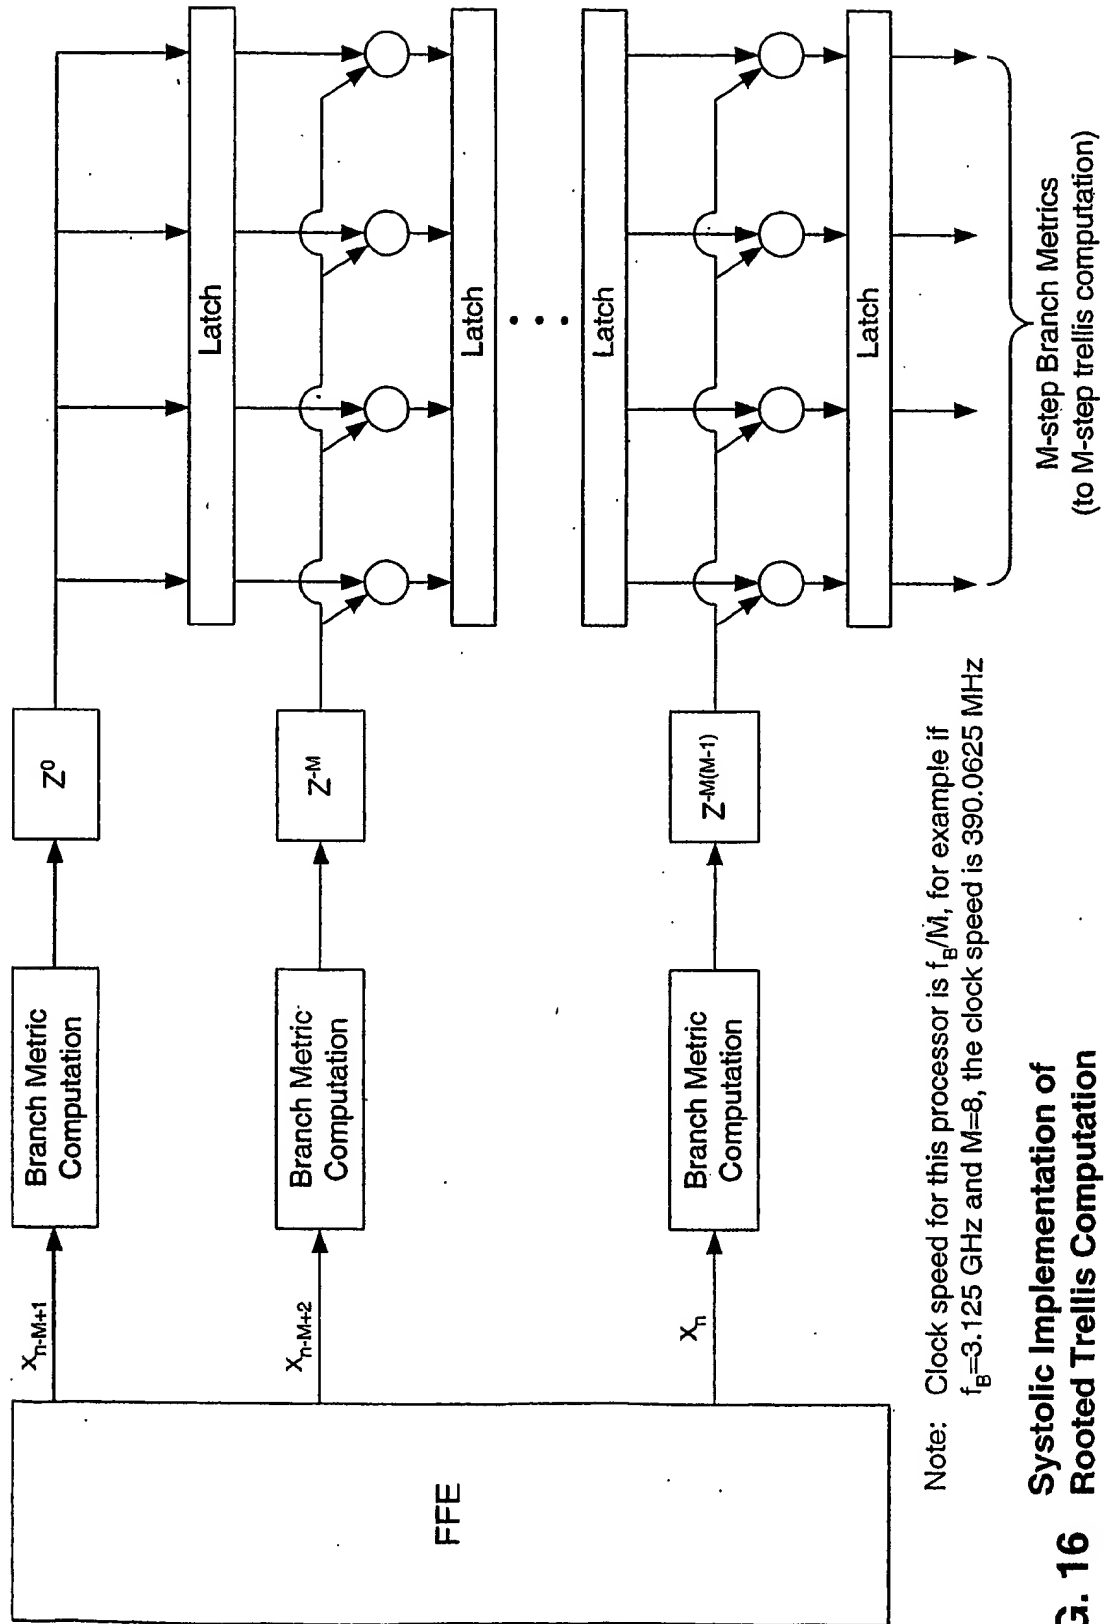 FFE
X_{n-M+1}
Branch Metric
Computation
Z^0
Latch
X_{n-M+2}
Branch Metric
Computation
Z^{-M}
Latch
• • •
Latch
X_n
Branch Metric
Computation
Z^{-M(M-1)}
Latch
M-step Branch Metrics
(to M-step trellis computation)
Note: Clock speed for this processor is f_B/M, for example if
f_B=3.125 GHz and M=8, the clock speed is 390.0625 MHz
G. 16 Systolic Implementation of
Rooted Trellis Computation